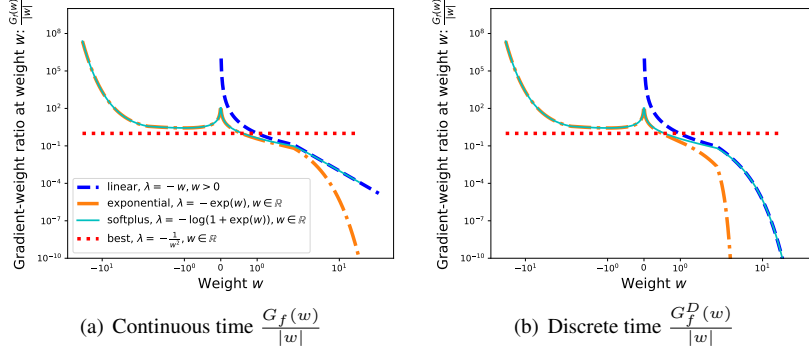 Gradient-weight ratio at weight w: G_f(w)/|w|
10^8
10^5
10^2
10^-1
10^-4
10^-7
10^-10
linear, λ = −w, w > 0
exponential, λ = −exp(w), w ∈ ℝ
softplus, λ = −log(1 + exp(w)), w ∈ ℝ
best, λ = −1/w², w ∈ ℝ
−10^1
−10^0
0
10^0
10^1
Weight w
(a) Continuous time G_f(w)/|w|
Gradient-weight ratio at weight w: G_f(w)/|w|
10^8
10^5
10^2
10^-1
10^-4
10^-7
10^-10
−10^1
−10^0
0
10^0
10^1
Weight w
(b) Discrete time G_f^D(w)/|w|